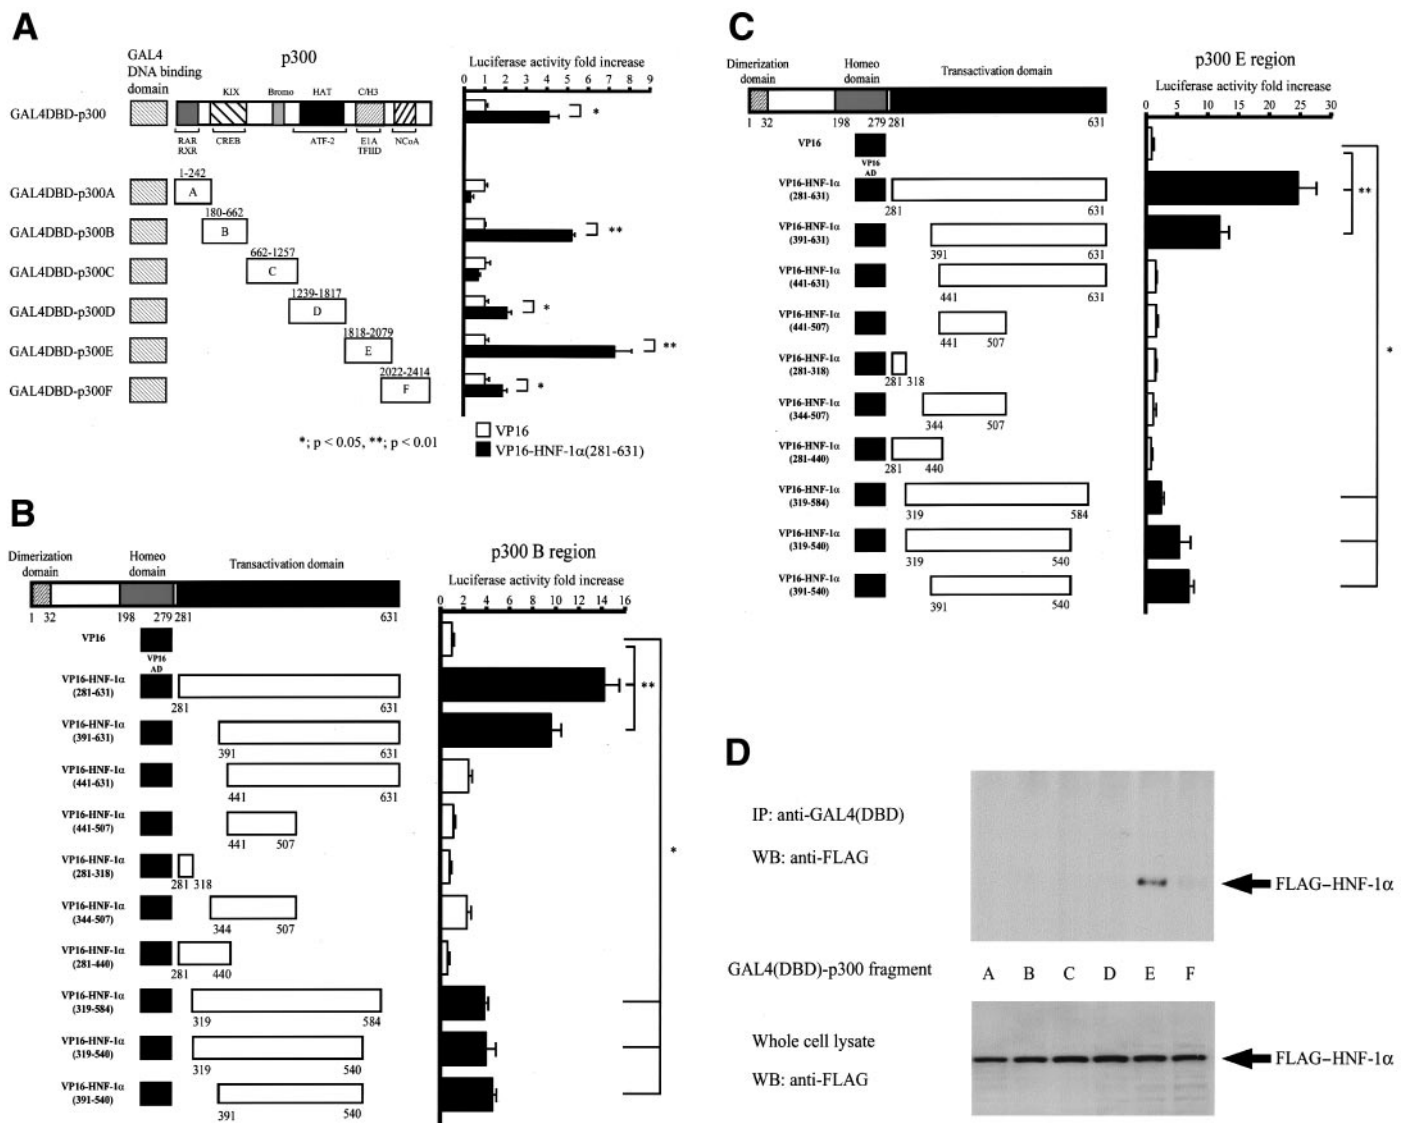 A
GAL4
DNA binding
domain
p300
Luciferase activity fold increase
0 1 2 3 4 5 6 7 8 9
KIX Bromo HAT C/H3
GAL4DBD-p300
*
RAR
RXR
CREB
ATF-2
E1A
TFIID
NCoA
1-242
GAL4DBD-p300A
A
180-662
GAL4DBD-p300B
B
**
662-1257
GAL4DBD-p300C
C
1239-1817
GAL4DBD-p300D
D
*
1818-2079
GAL4DBD-p300E
E
**
2022-2414
GAL4DBD-p300F
F
*
*; p < 0.05, **; p < 0.01
VP16
VP16-HNF-1α(281-631)
B
p300 B region
Dimerization
domain
Homeo
domain
Transactivation domain
Luciferase activity fold increase
0 2 4 6 8 10 12 14 16
1 32 198 279 281 631
VP16
VP16
AD
VP16-HNF-1α
(281-631)
281 631
**
VP16-HNF-1α
(391-631)
391 631
VP16-HNF-1α
(441-631)
441 631
VP16-HNF-1α
(441-507)
441 507
*
VP16-HNF-1α
(281-318)
281 318
VP16-HNF-1α
(344-507)
344 507
VP16-HNF-1α
(281-440)
281 440
VP16-HNF-1α
(319-584)
319 584
VP16-HNF-1α
(319-540)
319 540
VP16-HNF-1α
(391-540)
391 540
C
p300 E region
Dimerization
domain
Homeo
domain
Transactivation domain
Luciferase activity fold increase
0 5 10 15 20 25 30
1 32 198 279 281 631
VP16
VP16
AD
VP16-HNF-1α
(281-631)
281 631
**
VP16-HNF-1α
(391-631)
391 631
VP16-HNF-1α
(441-631)
441 631
VP16-HNF-1α
(441-507)
441 507
*
VP16-HNF-1α
(281-318)
281 318
VP16-HNF-1α
(344-507)
344 507
VP16-HNF-1α
(281-440)
281 440
VP16-HNF-1α
(319-584)
319 584
VP16-HNF-1α
(319-540)
319 540
VP16-HNF-1α
(391-540)
391 540
D
IP: anti-GAL4(DBD)
WB: anti-FLAG
FLAG–HNF-1α
GAL4(DBD)-p300 fragment A B C D E F
Whole cell lysate
WB: anti-FLAG
FLAG–HNF-1α